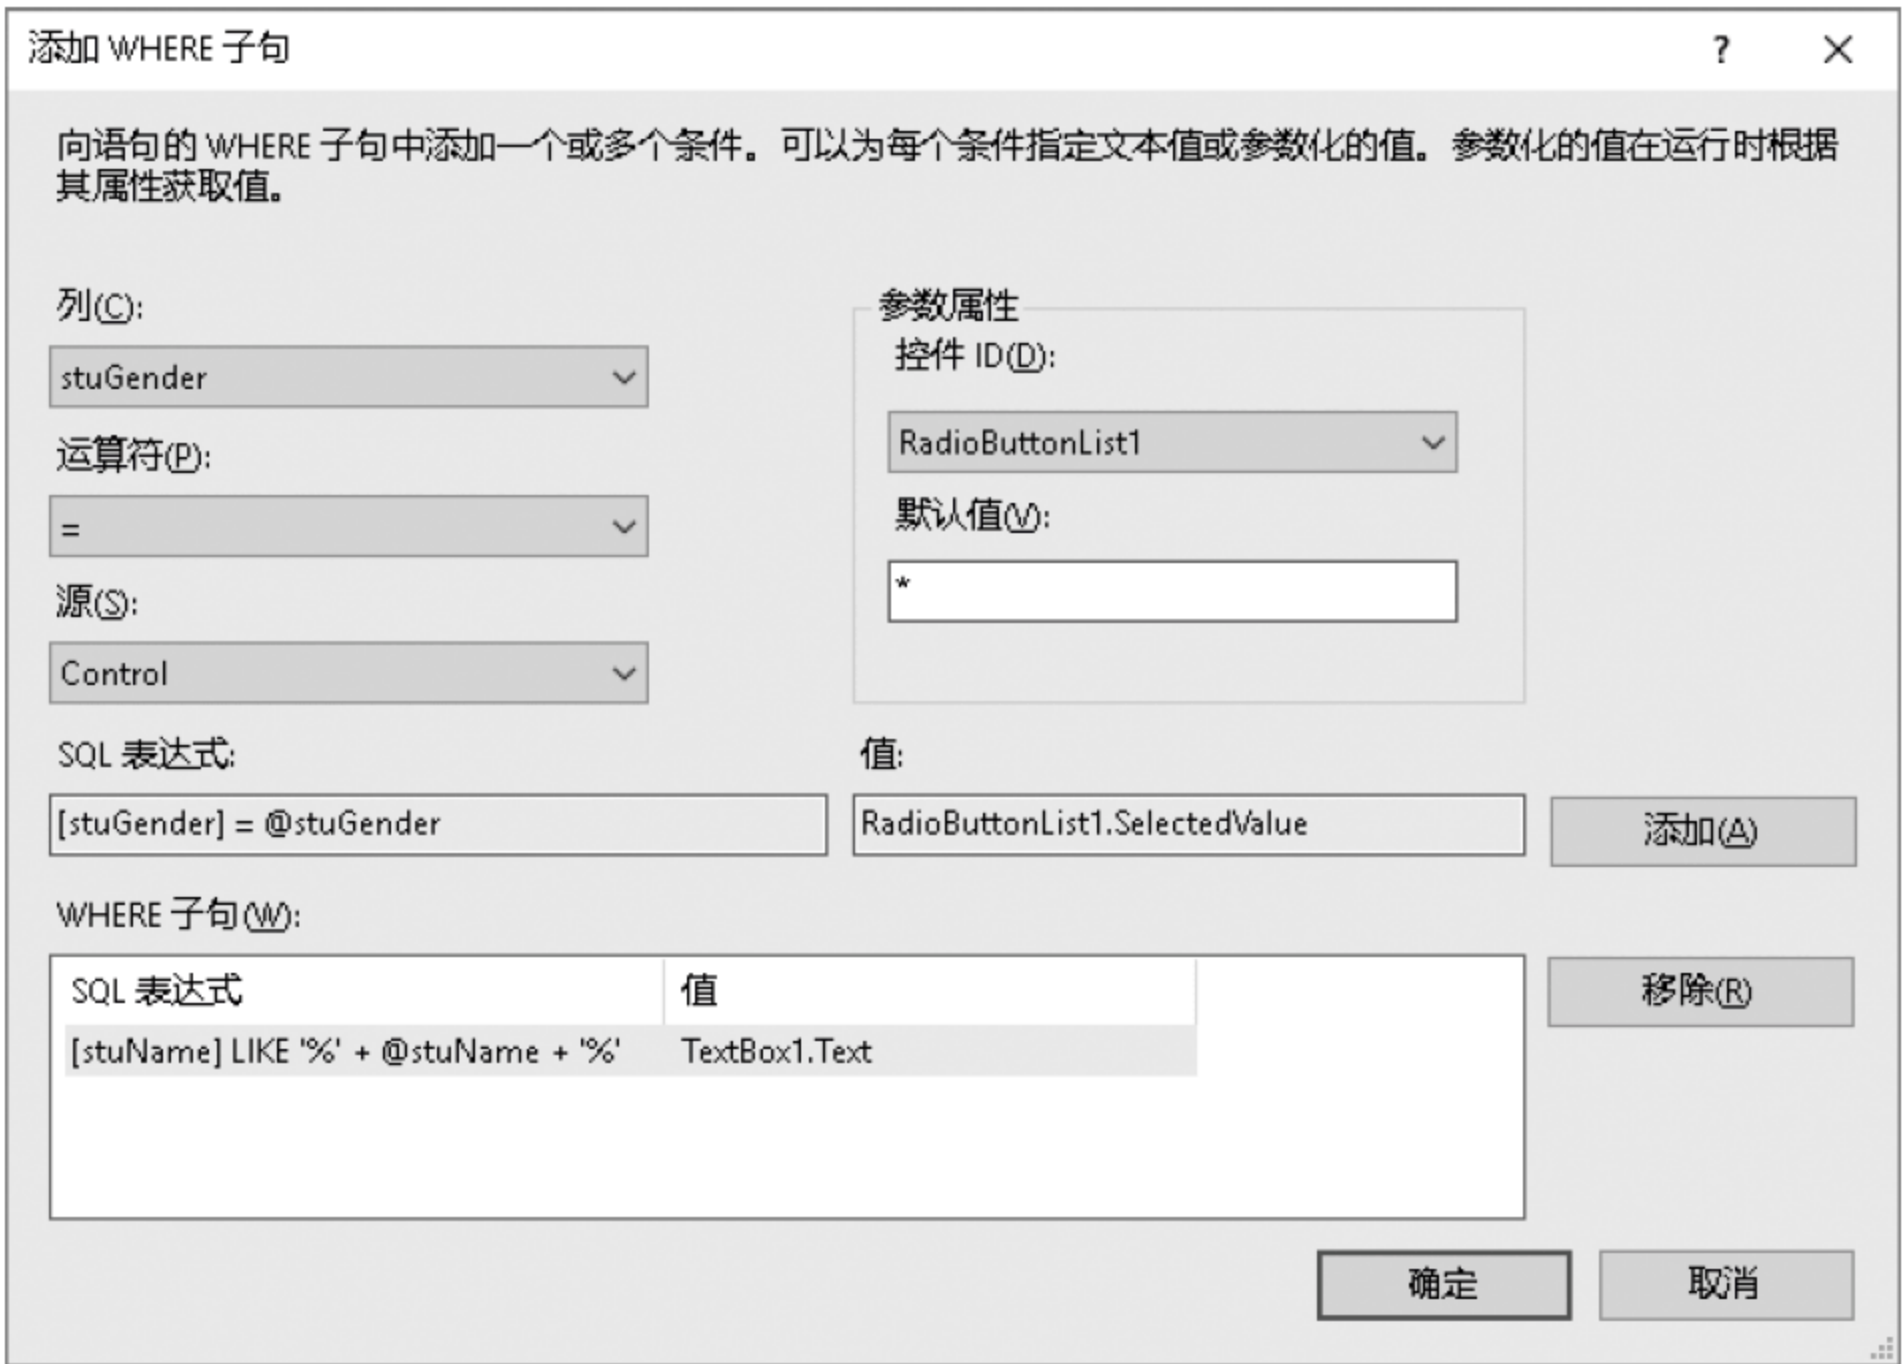 添加 WHERE 子句
?
向语句的 WHERE 子句中添加一个或多个条件。可以为每个条件指定文本值或参数化的值。参数化的值在运行时根据
其属性获取值。
列(C):
stuGender
运算符(P):
=
源(S):
Control
参数属性
控件 ID(D):
RadioButtonList1
默认值(V):
*
SQL 表达式:
[stuGender] = @stuGender
值:
RadioButtonList1.SelectedValue
添加(A)
WHERE 子句(W):
SQL 表达式 值
[stuName] LIKE '%' + @stuName + '%' TextBox1.Text
移除(R)
确定
取消